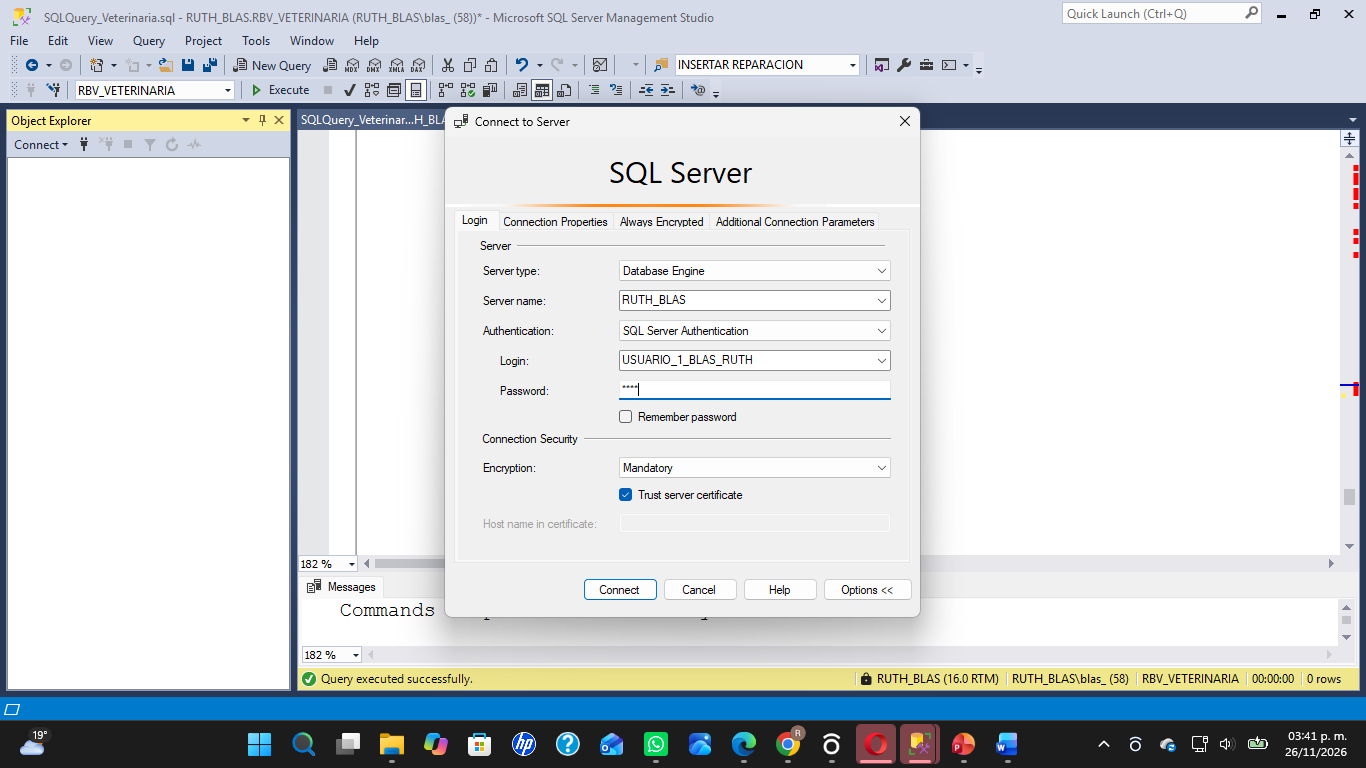 SQLQuery_Veterinaria.sql - RUTH_BLAS.RBV_VETERINARIA (RUTH_BLAS\blas_ (58))* - Microsoft SQL Server Management Studio
Quick Launch (Ctrl+Q)
File Edit View Query Project Tools Window Help
New Query MDX DMX XMLA DAX INSERTAR REPARACION
RBV_VETERINARIA Execute
Object Explorer
SQLQuery_Veterinar...H_BLA
Connect
Connect to Server
SQL Server
Login Connection Properties Always Encrypted Additional Connection Parameters
Server
Server type: Database Engine
Server name: RUTH_BLAS
Authentication: SQL Server Authentication
Login: USUARIO_1_BLAS_RUTH
Password: ****
Remember password
Connection Security
Encryption: Mandatory
Trust server certificate
Host name in certificate:
Connect Cancel Help Options <<
182 %
Messages
Commands
182 %
Query executed successfully. RUTH_BLAS (16.0 RTM) RUTH_BLAS\blas_ (58) RBV_VETERINARIA 00:00:00 0 rows
19°
03:41 p. m.
26/11/2026